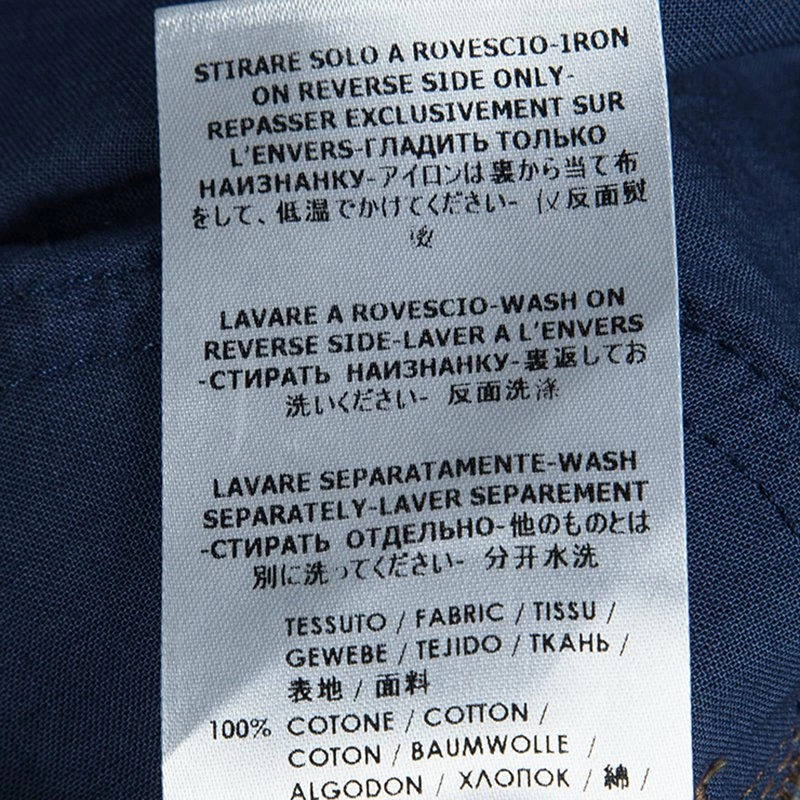 STIRARE SOLO A ROVESCIO-IRON
ON REVERSE SIDE ONLY-
REPASSER EXCLUSIVEMENT SUR
L'ENVERS-ГЛАДИТЬ ТОЛЬКО
НАИЗНАНКУ-アイロンは裏から当て布
をして、低温でかけてください- 仅反面熨
烫
LAVARE A ROVESCIO-WASH ON
REVERSE SIDE-LAVER A L'ENVERS
-СТИРАТЬ НАИЗНАНКУ-裏返してお
洗いください- 反面洗涤
LAVARE SEPARATAMENTE-WASH
SEPARATELY-LAVER SEPAREMENT
-СТИРАТЬ ОТДЕЛЬНО-他のものとは
別に洗ってください- 分开水洗
TESSUTO / FABRIC / TISSU /
GEWEBE / TEJIDO / ТКАНЬ /
表地 / 面料
100% COTONE / COTTON /
COTON / BAUMWOLLE /
ALGODON / ХЛОПОК / 綿 /